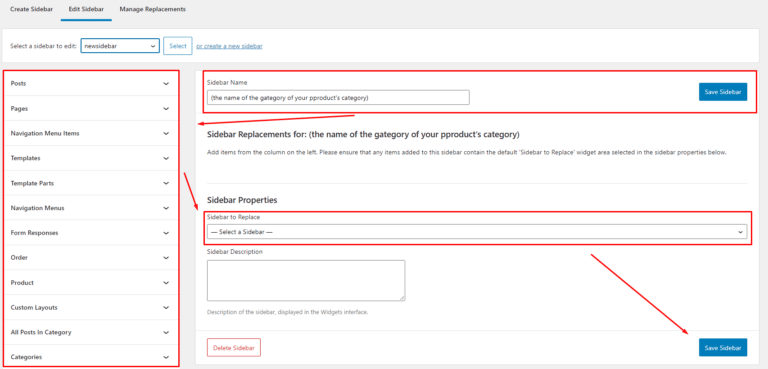 Create Sidebar
Edit Sidebar
Manage Replacements
Select a sidebar to edit:
newsidebar
Select
or create a new sidebar
Posts
Pages
Navigation Menu Items
Templates
Template Parts
Navigation Menus
Form Responses
Order
Product
Custom Layouts
All Posts In Category
Categories
Sidebar Name
(the name of the gategory of your pproduct's category)
Save Sidebar
Sidebar Replacements for: (the name of the gategory of your pproduct's category)
Add items from the column on the left. Please ensure that any items added to this sidebar contain the default 'Sidebar to Replace' widget area selected in the sidebar properties below.
Sidebar Properties
Sidebar to Replace
— Select a Sidebar —
Sidebar Description
Description of the sidebar, displayed in the Widgets interface.
Delete Sidebar
Save Sidebar